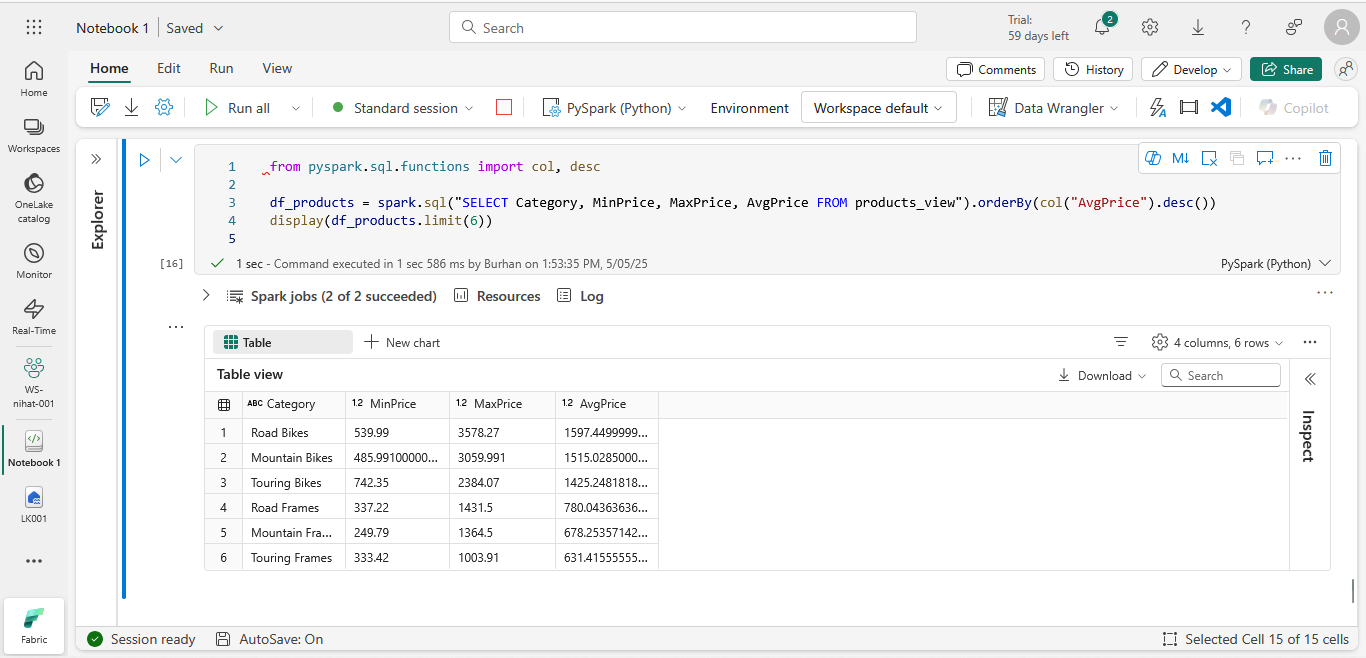 Notebook 1
Saved
Search
Trial:
59 days left
2
?
Home
Edit
Run
View
Comments
History
Develop
Share
Run all
Standard session
PySpark (Python)
Environment
Workspace default
Data Wrangler
Copilot
Home
Workspaces
OneLake
catalog
Monitor
Real-Time
WS-
nihat-001
Notebook 1
LK001
Fabric
Explorer
M↓
1 from pyspark.sql.functions import col, desc
2
3 df_products = spark.sql("SELECT Category, MinPrice, MaxPrice, AvgPrice FROM products_view").orderBy(col("AvgPrice").desc())
4 display(df_products.limit(6))
5
[16]
1 sec - Command executed in 1 sec 586 ms by Burhan on 1:53:35 PM, 5/05/25
PySpark (Python)
Spark jobs (2 of 2 succeeded)
Resources
Log
Table
New chart
4 columns, 6 rows
Table view
Download
Search
Inspect
ABC Category 12 MinPrice 12 MaxPrice 12 AvgPrice
1 Road Bikes 539.99 3578.27 1597.4499999...
2 Mountain Bikes 485.99100000... 3059.991 1515.0285000...
3 Touring Bikes 742.35 2384.07 1425.2481818...
4 Road Frames 337.22 1431.5 780.04363636...
5 Mountain Fra... 249.79 1364.5 678.25357142...
6 Touring Frames 333.42 1003.91 631.41555555...
Session ready
AutoSave: On
Selected Cell 15 of 15 cells